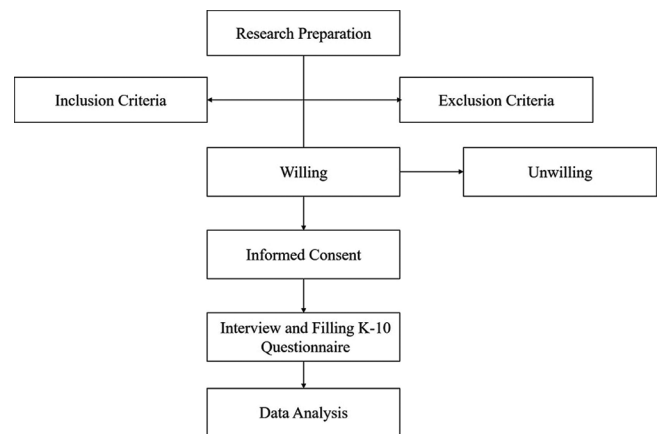 Research Preparation
Inclusion Criteria
Exclusion Criteria
Willing
Unwilling
Informed Consent
Interview and Filling K-10
Questionnaire
Data Analysis